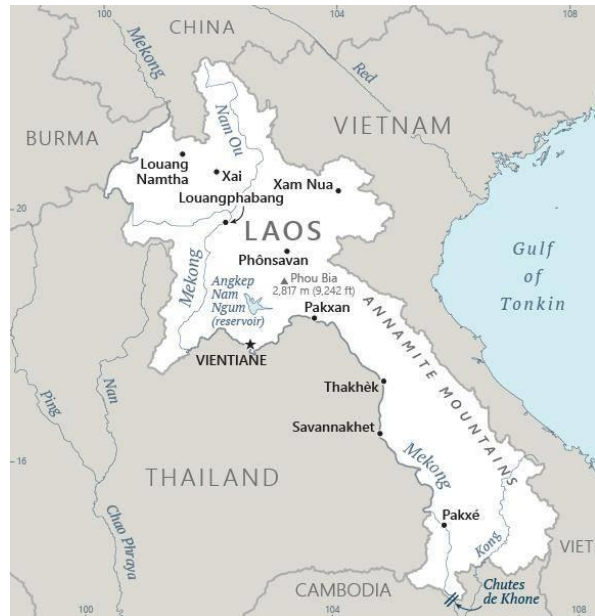 100
104
108
CHINA
Mekong
Red
BURMA
Nam Ou
VIETNAM
Louang
Namtha
Xai
Xam Nua
Louangphabang
20
LAOS
Gulf
of
Tonkin
Phônsavan
Mekong
Angkep
Nam
Ngum
(reservoir)
Phou Bia
2,817 m (9,242 ft)
Pakxan
ANNAMITE MOUNTAINS
VIENTIANE
Nan
Ping
Thakhèk
Savannakhet
16
Mekong
THAILAND
Pakxé
Kong
Chao Phraya
VIET
CAMBODIA
Chutes
de Khone
100
104
106
108